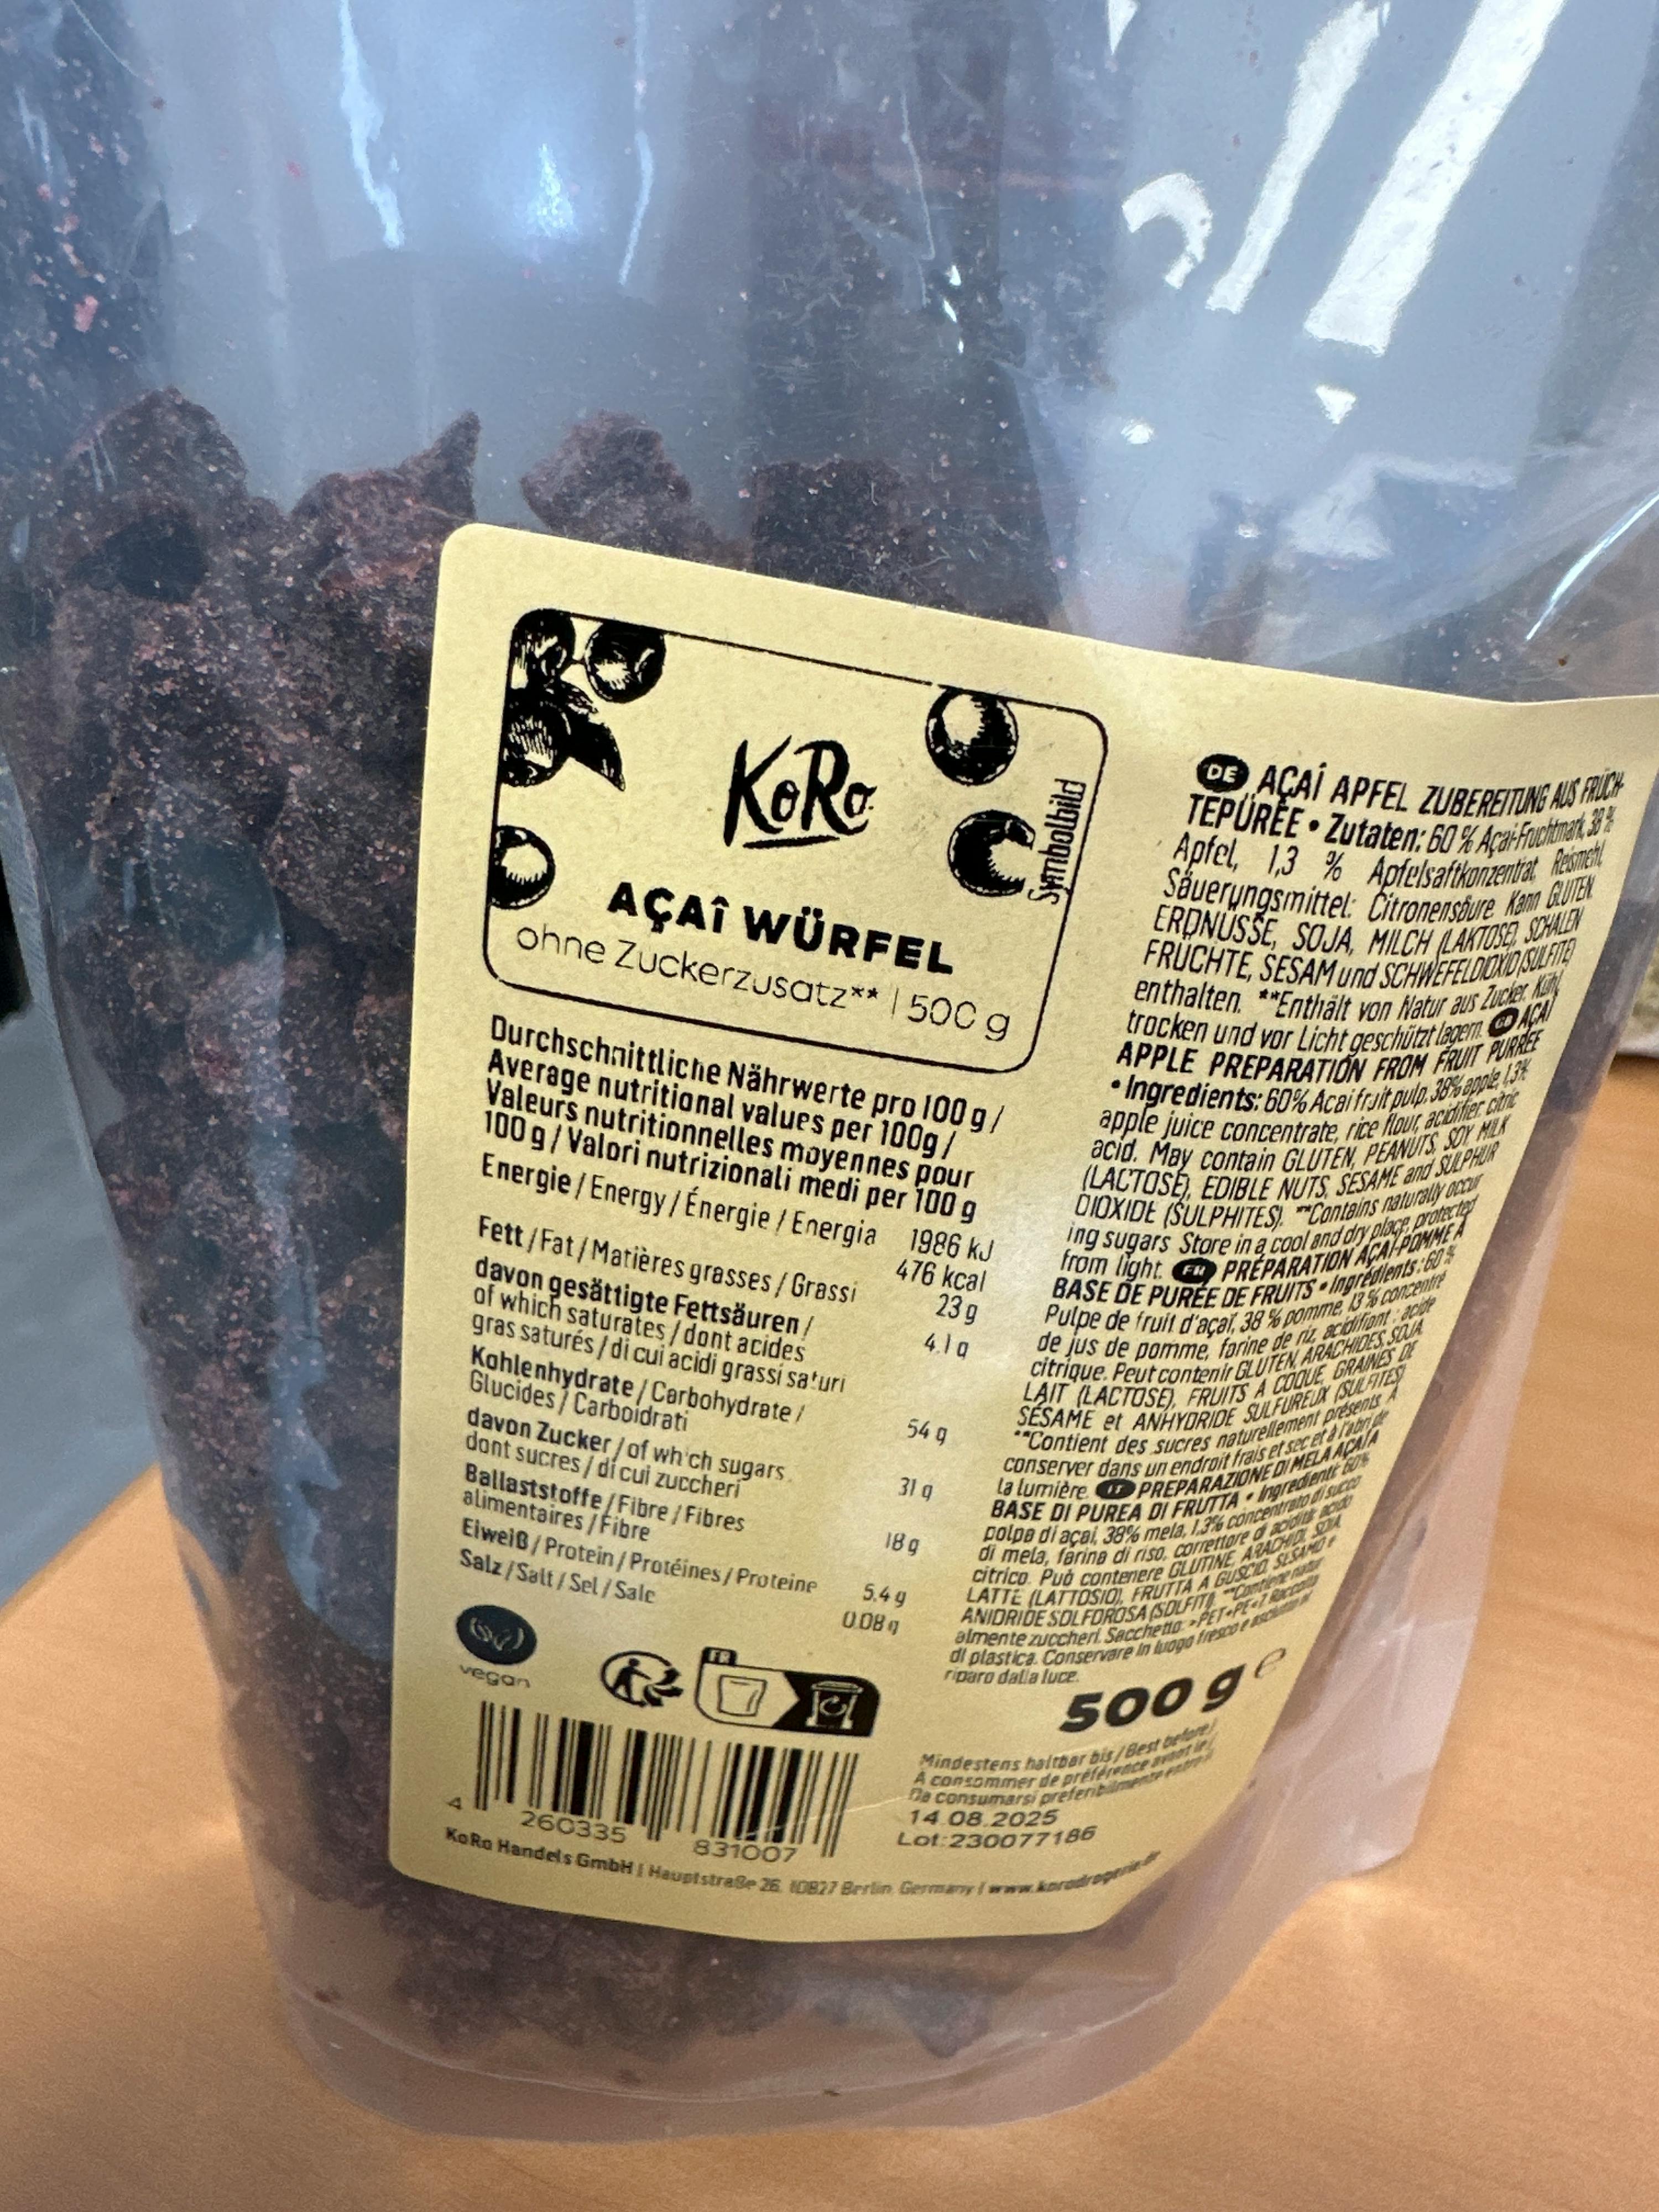 KoRo
Symbolbild
AÇAÎ WÜRFEL
ohne Zuckerzusatz** | 500 g
Durchschnittliche Nährwerte pro 100 g /
Average nutritional values per 100g /
Valeurs nutritionnelles moyennes pour
100 g / Valori nutrizionali medi per 100 g
Energie / Energy / Énergie / Energia 1986 kJ
476 kcal
Fett / Fat / Matières grasses / Grassi 23 g
davon gesättigte Fettsäuren /
of which saturates / dont acides
gras saturés / di cui acidi grassi saturi 4.1 g
Kohlenhydrate / Carbohydrate /
Glucides / Carboidrati 54 g
davon Zucker / of which sugars
dont sucres / di cui zuccheri 31 g
Ballaststoffe / Fibre / Fibres
alimentaires / Fibre 18 g
Eiweiß / Protein / Protéines / Proteine 5.4 g
Salz / Salt / Sel / Sale 0.08 g
vegan
FR
4 260335 831007
KoRo Handels GmbH | Hauptstraße 26, 10827 Berlin, Germany | www.korodrogerie.de
DE AÇAÎ APFEL ZUBEREITUNG AUS FRÜCH-
TEPÜREE • Zutaten: 60 % Açai-Fruchtmark, 38 %
Apfel, 1,3 % Apfelsaftkonzentrat, Reismehl,
Säuerungsmittel: Citronensäure. Kann GLUTEN,
ERDNÜSSE, SOJA, MILCH (LAKTOSE), SCHALEN
FRÜCHTE, SESAM und SCHWEFELDIOXID (SULFITE)
enthalten. **Enthält von Natur aus Zucker. Kühl,
trocken und vor Licht geschützt lagern. GB AÇAÍ
APPLE PREPARATION FROM FRUIT PURREE
• Ingredients: 60% Acai fruit pulp, 38% apple, 1,3%
apple juice concentrate, rice flour, acidifier: citric
acid. May contain GLUTEN, PEANUTS, SOY, MILK
(LACTOSE), EDIBLE NUTS, SESAME and SULPHUR
DIOXIDE (SULPHITES). **Contains naturally occur
ing sugars Store in a cool and dry place, protected
from light. FR PRÉPARATION AÇAÍ-POMME À
BASE DE PURÉE DE FRUITS • Ingrédients : 60 %
Pulpe de fruit d'açaí, 38 % pomme, 1,3 % concentré
de jus de pomme, farine de riz, acidifiant : acide
citrique. Peut contenir GLUTEN, ARACHIDES, SOJA,
LAIT (LACTOSE), FRUITS À COQUE, GRAINES DE
SÉSAME et ANHYDRIDE SULFUREUX (SULFITES)
**Contient des sucres naturellement présents. À
conserver dans un endroit frais et sec et à l'abri de
la lumière. IT PREPARAZIONE DI MELA AÇAÍ A
BASE DI PUREA DI FRUTTA • Ingredienti: 60%
polpa di açai, 38% mela, 1,3% concentrato di succo
di mela, farina di riso, correttore di acidità: acido
citrico. Può contenere GLUTINE, ARACHIDI, SOIA,
LATTE (LATTOSIO), FRUTTA A GUSCIO, SESAMO e
ANIDRIDE SOLFOROSA (SOLFITI). **Contiene natur
almente zuccheri. Sacchetto: >PET+PE<7. Raccolta
di plastica. Conservare in luogo fresco e asciutto al
riparo dalla luce.
500 g e
Mindestens haltbar bis / Best before /
À consommer de préférence avant le /
Da consumarsi preferibilmente entro il
14.08.2025
Lot:230077186